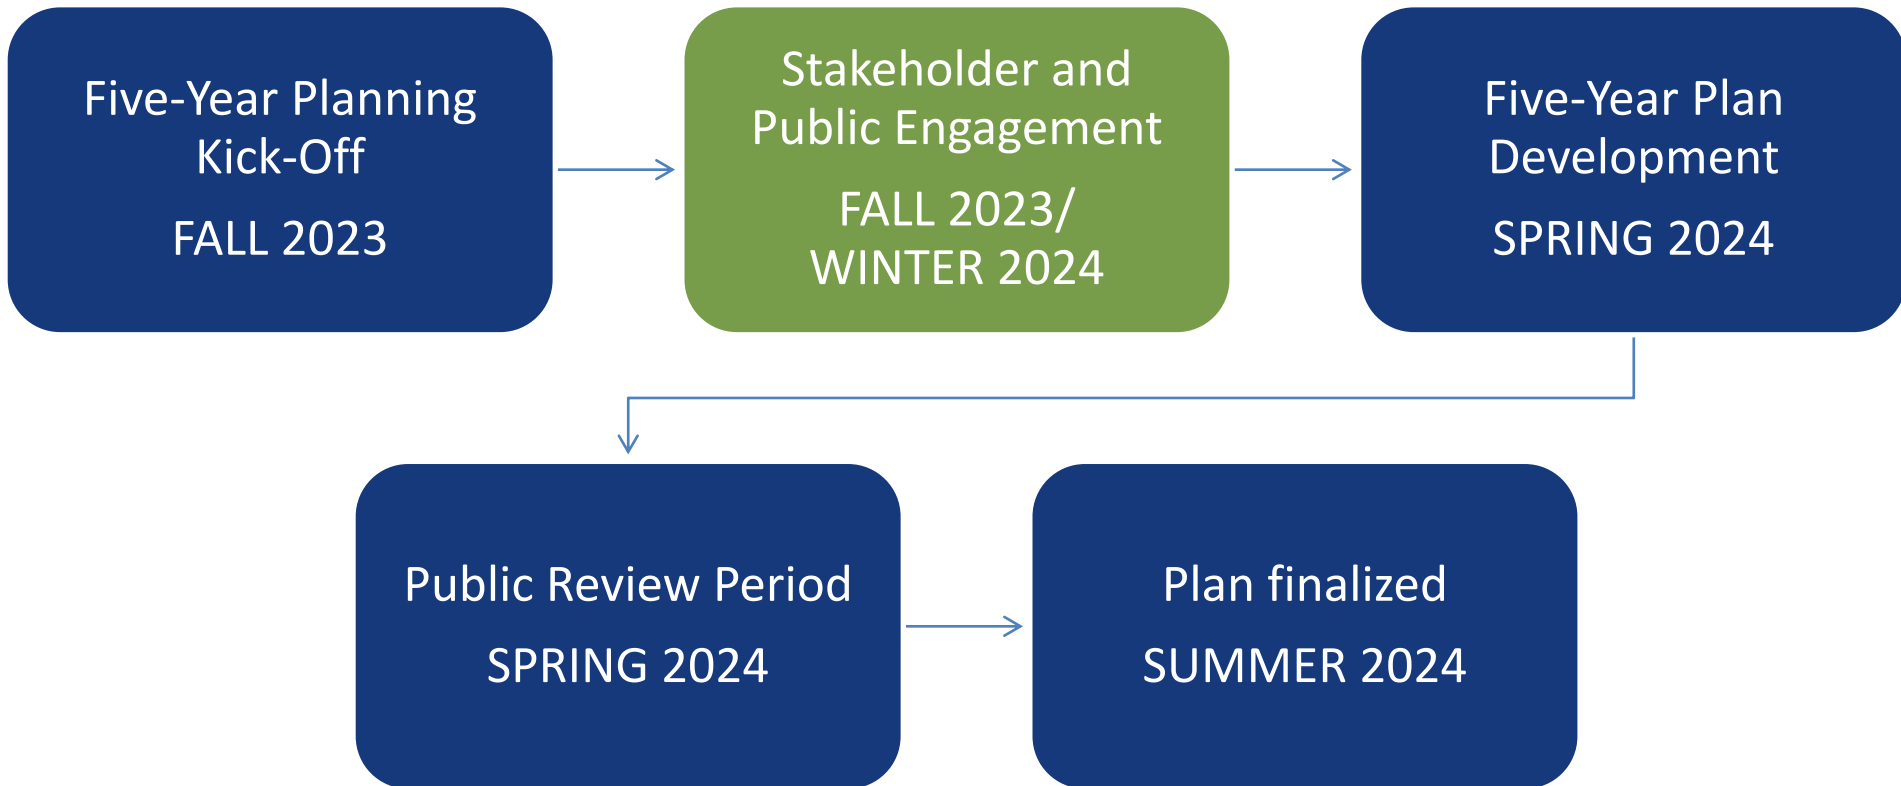 Five-Year Planning
Kick-Off
FALL 2023
Stakeholder and
Public Engagement
FALL 2023/
WINTER 2024
Five-Year Plan
Development
SPRING 2024
Public Review Period
SPRING 2024
Plan finalized
SUMMER 2024